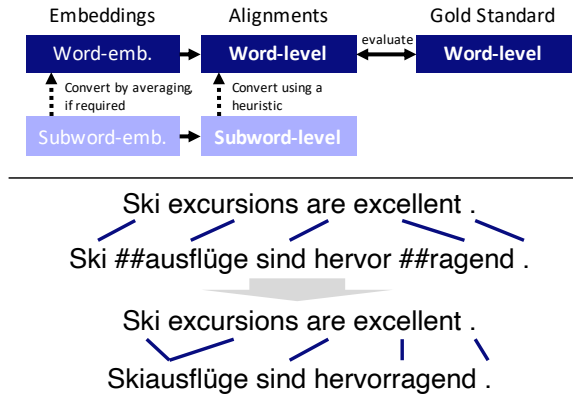 Embeddings Alignments Gold Standard
Word-emb. Word-level evaluate Word-level
Convert by averaging, if required
Convert using a heuristic
Subword-emb. Subword-level
Ski excursions are excellent .
Ski ##ausflüge sind hervor ##ragend .
Ski excursions are excellent .
Skiausflüge sind hervorragend .